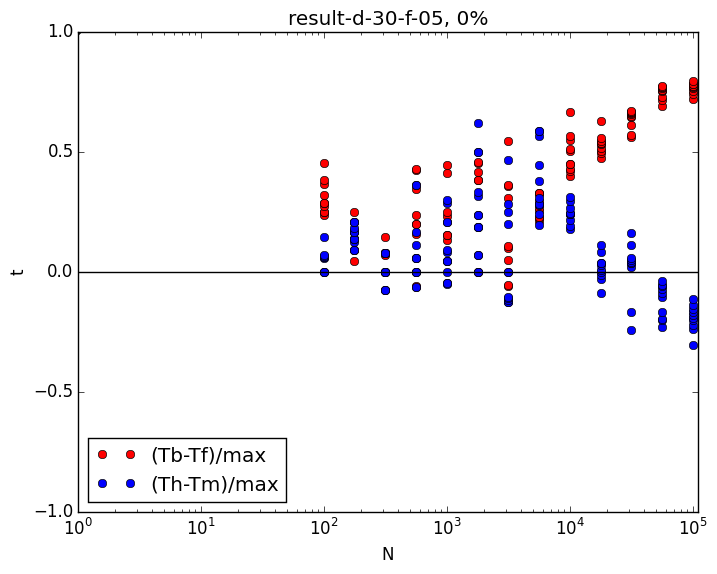 result-d-30-f-05, 0%
1.0
0.5
0.0
−0.5
−1.0
t
(Tb-Tf)/max
(Th-Tm)/max
10⁰ 10¹ 10² 10³ 10⁴ 10⁵
N